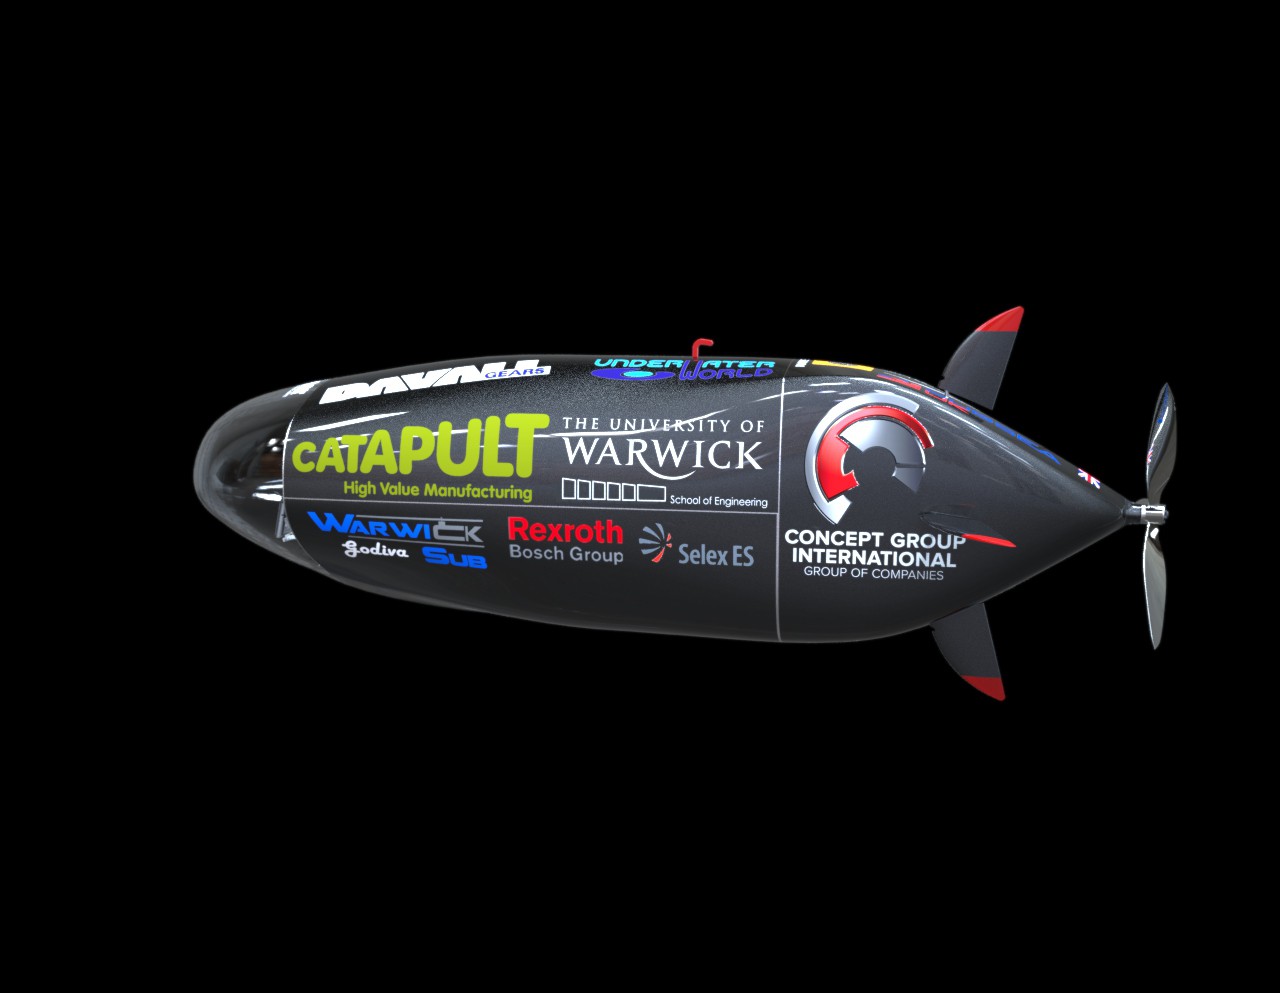 DAVALL
GEARS
UNDERWATER
WORLD
CATAPULT
High Value Manufacturing
THE UNIVERSITY OF
WARWICK
School of Engineering
WARWICK
Godiva
SUB
Rexroth
Bosch Group
Selex ES
CONCEPT GROUP
INTERNATIONAL
GROUP OF COMPANIES